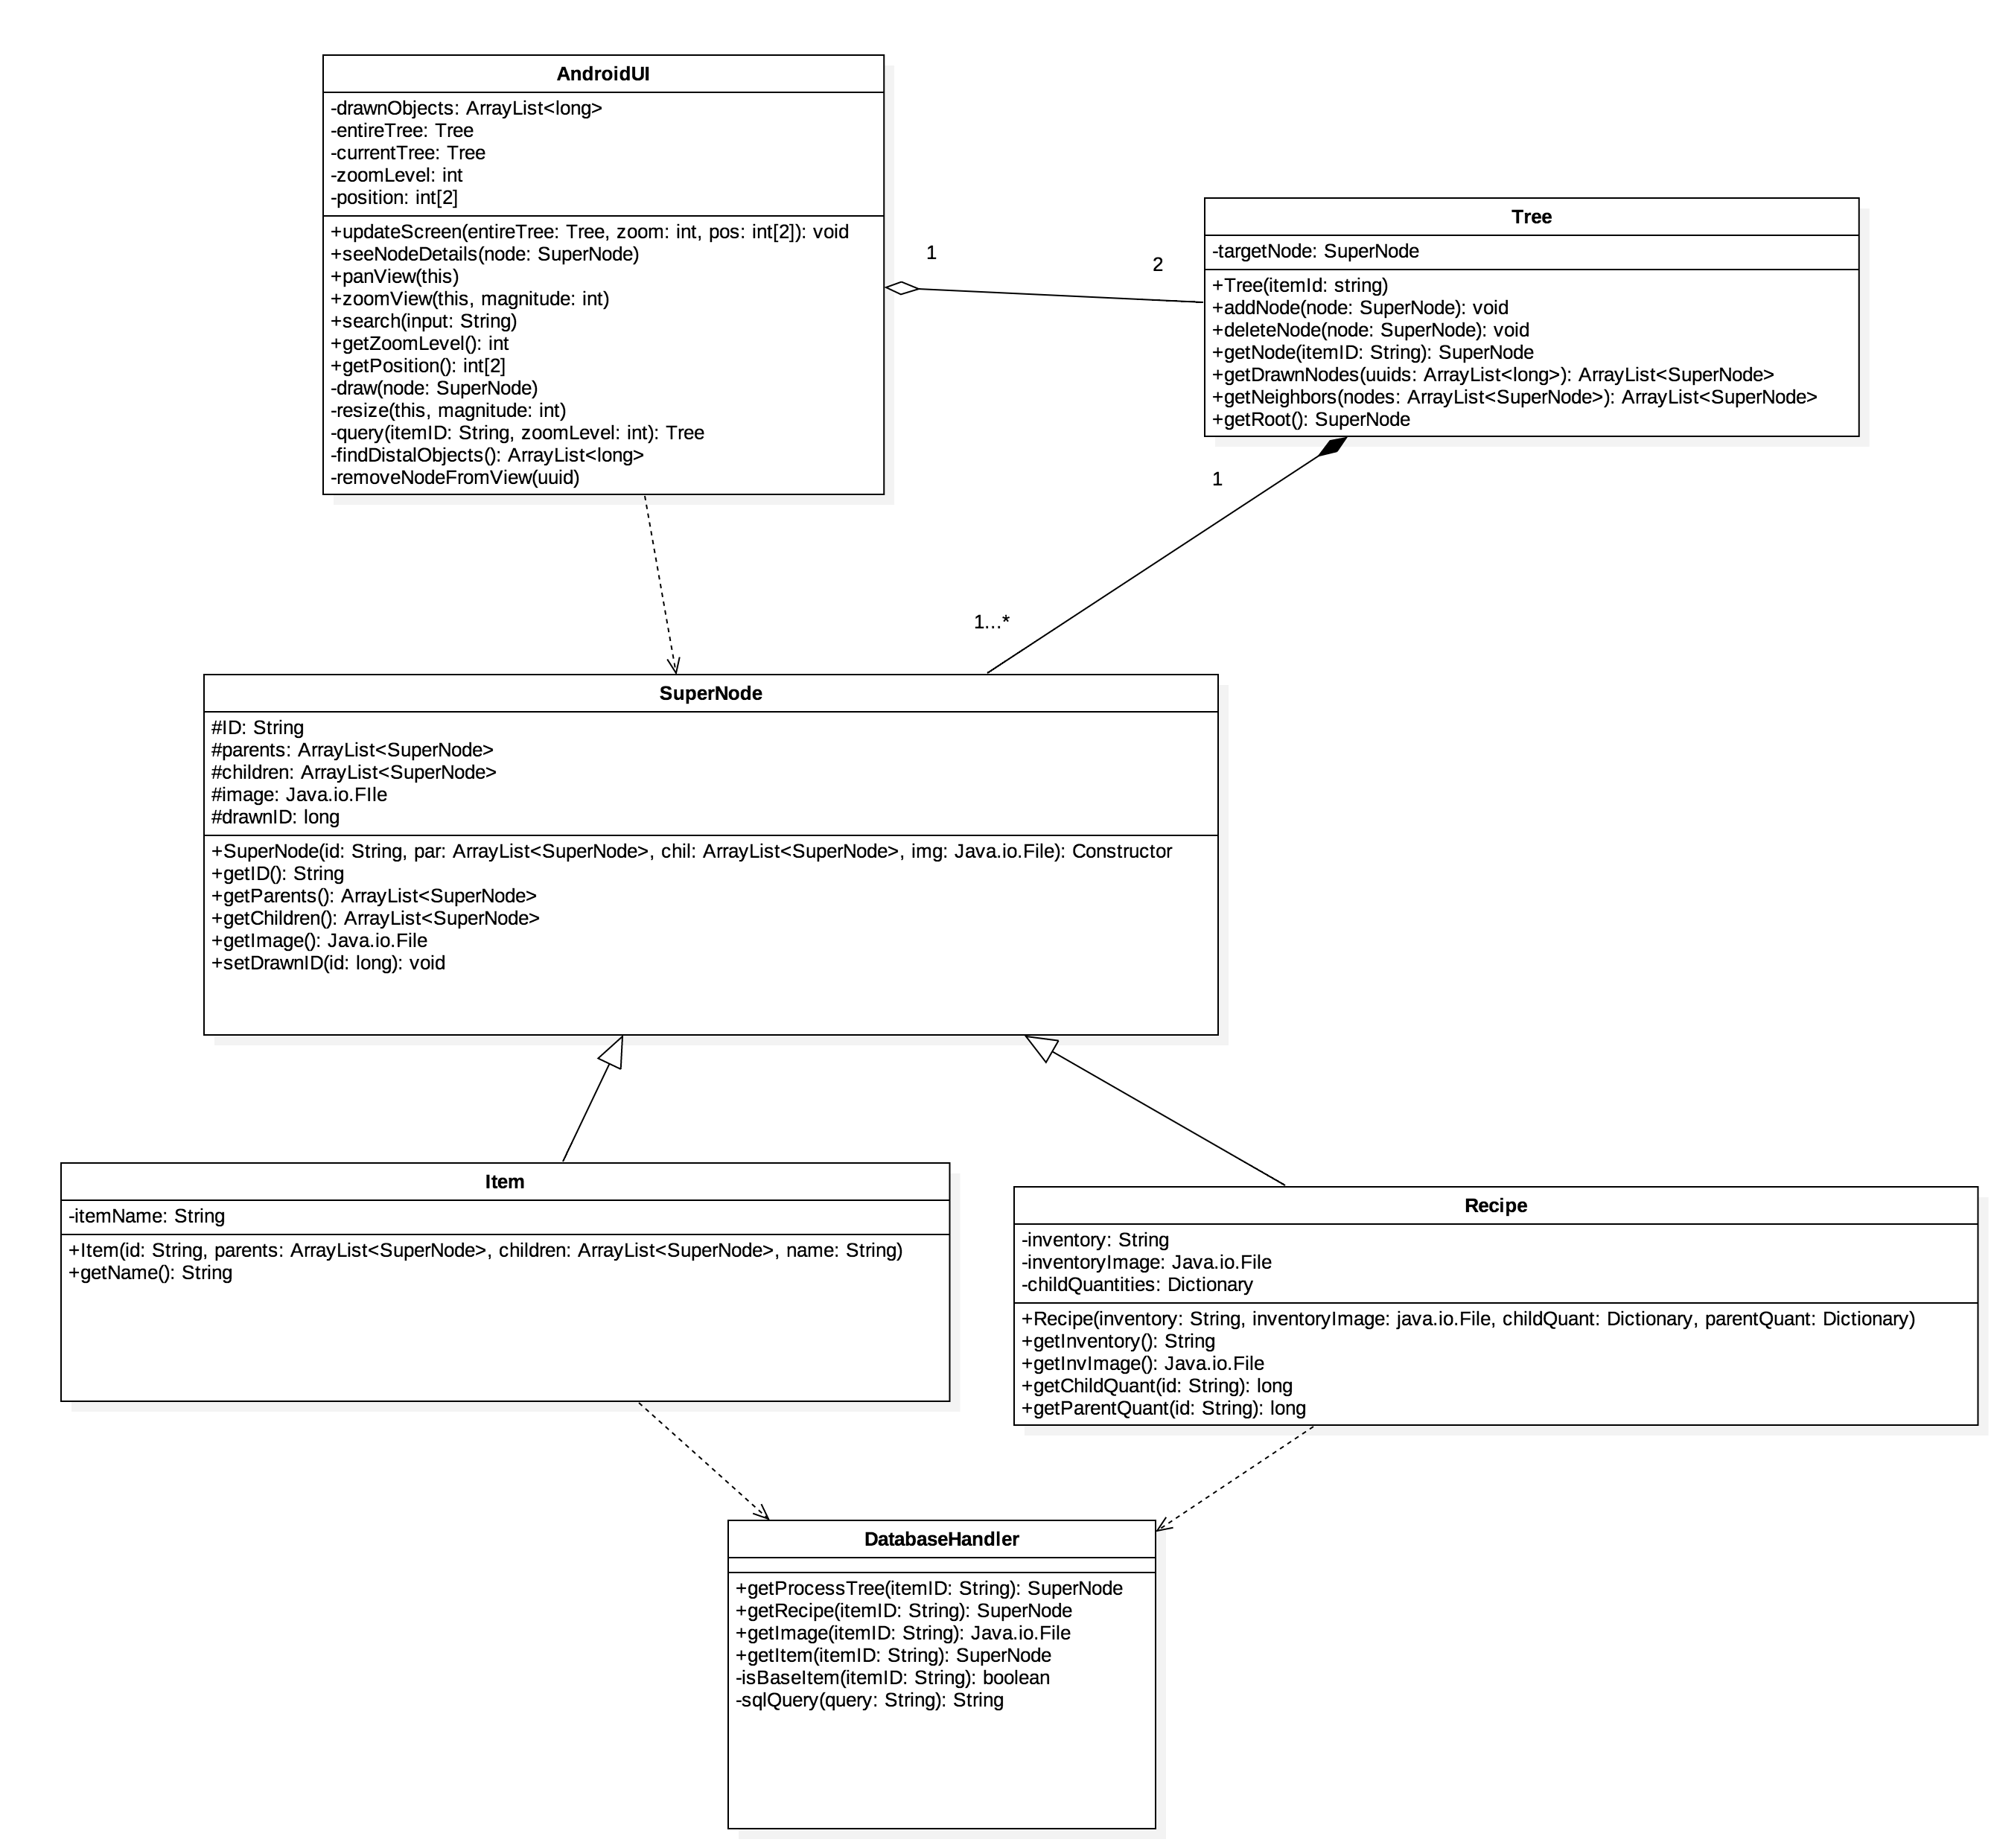 AndroidUI
-drawnObjects: ArrayList<long>
-entireTree: Tree
-currentTree: Tree
-zoomLevel: int
-position: int[2]
+updateScreen(entireTree: Tree, zoom: int, pos: int[2]): void
+seeNodeDetails(node: SuperNode)
+panView(this)
+zoomView(this, magnitude: int)
+search(input: String)
+getZoomLevel(): int
+getPosition(): int[2]
-draw(node: SuperNode)
-resize(this, magnitude: int)
-query(itemID: String, zoomLevel: int): Tree
-findDistalObjects(): ArrayList<long>
-removeNodeFromView(uuid)
1
2
Tree
-targetNode: SuperNode
+Tree(itemId: string)
+addNode(node: SuperNode): void
+deleteNode(node: SuperNode): void
+getNode(itemID: String): SuperNode
+getDrawnNodes(uuids: ArrayList<long>): ArrayList<SuperNode>
+getNeighbors(nodes: ArrayList<SuperNode>): ArrayList<SuperNode>
+getRoot(): SuperNode
1
1...*
SuperNode
#ID: String
#parents: ArrayList<SuperNode>
#children: ArrayList<SuperNode>
#image: Java.io.FIle
#drawnID: long
+SuperNode(id: String, par: ArrayList<SuperNode>, chil: ArrayList<SuperNode>, img: Java.io.File): Constructor
+getID(): String
+getParents(): ArrayList<SuperNode>
+getChildren(): ArrayList<SuperNode>
+getImage(): Java.io.File
+setDrawnID(id: long): void
Item
-itemName: String
+Item(id: String, parents: ArrayList<SuperNode>, children: ArrayList<SuperNode>, name: String)
+getName(): String
Recipe
-inventory: String
-inventoryImage: Java.io.File
-childQuantities: Dictionary
+Recipe(inventory: String, inventoryImage: java.io.File, childQuant: Dictionary, parentQuant: Dictionary)
+getInventory(): String
+getInvImage(): Java.io.File
+getChildQuant(id: String): long
+getParentQuant(id: String): long
DatabaseHandler
+getProcessTree(itemID: String): SuperNode
+getRecipe(itemID: String): SuperNode
+getImage(itemID: String): Java.io.File
+getItem(itemID: String): SuperNode
-isBaseItem(itemID: String): boolean
-sqlQuery(query: String): String